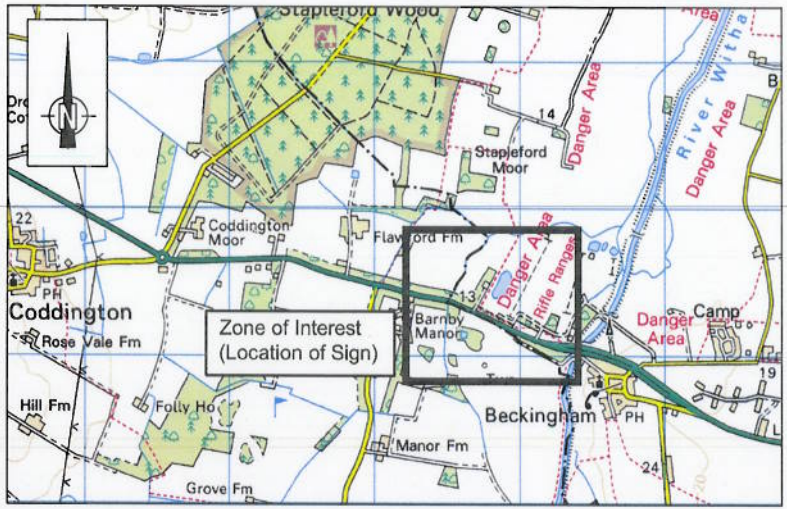 Stapleford Wood
Area
River Witha
Danger Area
Danger Area
B
14
N
Stapleford
Moor
22
Coddington
Moor
Flawford Fm
PH
Coddington
Rose Vale Fm
Zone of Interest
(Location of Sign)
13
Barnby
Manor
Danger Area
Rifle Ranges
Danger
Area
Camp
19
Hill Fm
Folly Ho
Beckingham
PH
L
Manor Fm
24
20
Grove Fm